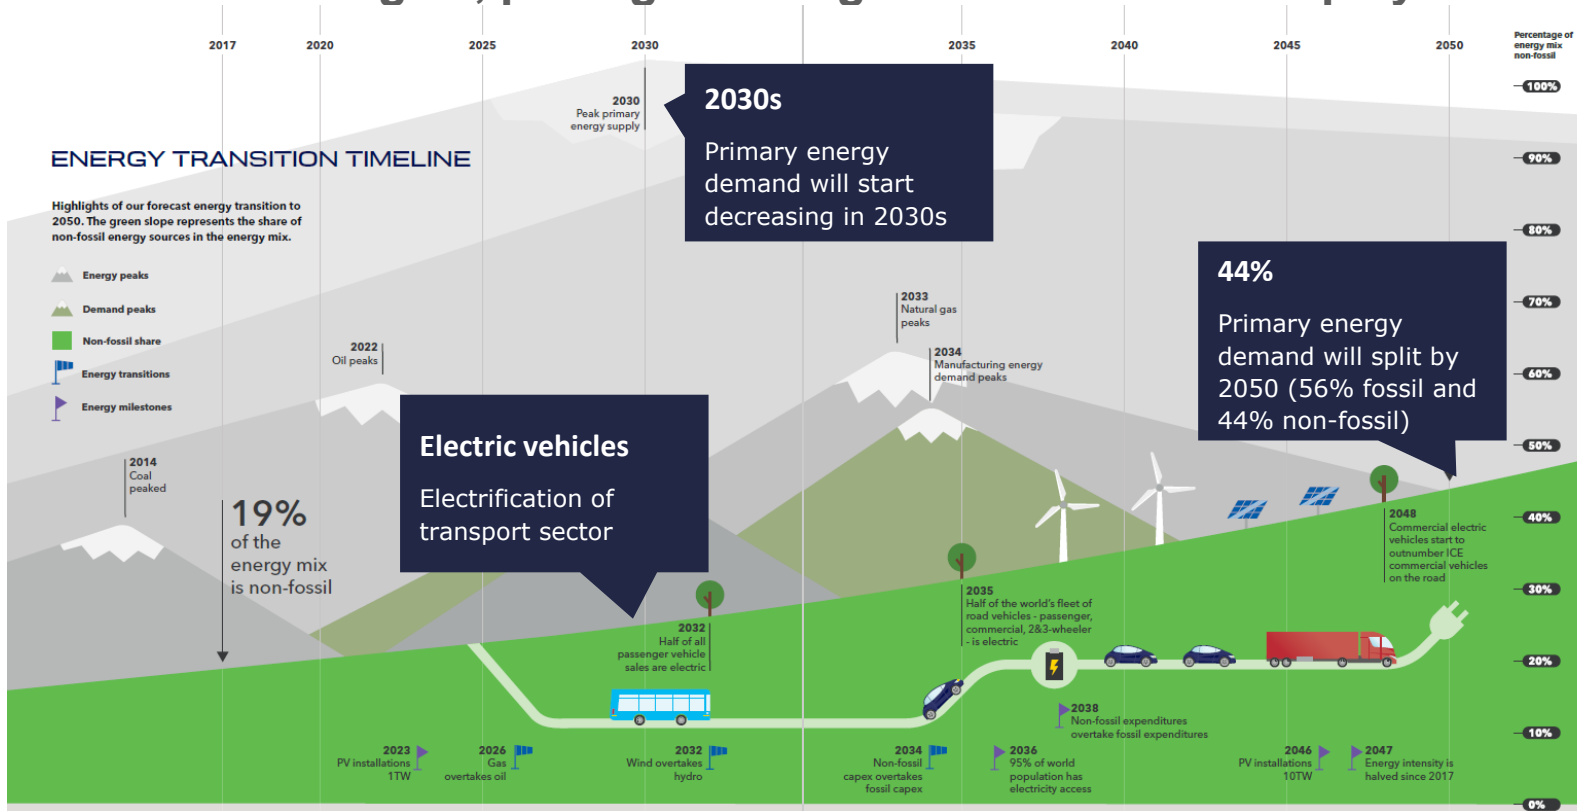 2017 2020 2025 2030 2035 2040 2045 2050
Percentage of
energy mix
non-fossil
100%
90%
80%
70%
60%
50%
40%
30%
20%
10%
0%
ENERGY TRANSITION TIMELINE
Highlights of our forecast energy transition to
2050. The green slope represents the share of
non-fossil energy sources in the energy mix.
Energy peaks
Demand peaks
Non-fossil share
Energy transitions
Energy milestones
2030
Peak primary
energy supply
2030s
Primary energy
demand will start
decreasing in 2030s
44%
Primary energy
demand will split by
2050 (56% fossil and
44% non-fossil)
2033
Natural gas
peaks
2034
Manufacturing energy
demand peaks
2022
Oil peaks
Electric vehicles
Electrification of
transport sector
2014
Coal
peaked
19%
of the
energy mix
is non-fossil
2032
Half of all
passenger vehicle
sales are electric
2035
Half of the world's fleet of
road vehicles - passenger,
commercial, 2&3-wheeler
- is electric
2048
Commercial electric
vehicles start to
outnumber ICE
commercial vehicles
on the road
2038
Non-fossil expenditures
overtake fossil expenditures
2023
PV installations
1TW
2026
Gas
overtakes oil
2032
Wind overtakes
hydro
2034
Non-fossil
capex overtakes
fossil capex
2036
95% of world
population has
electricity access
2046
PV installations
10TW
2047
Energy intensity is
halved since 2017